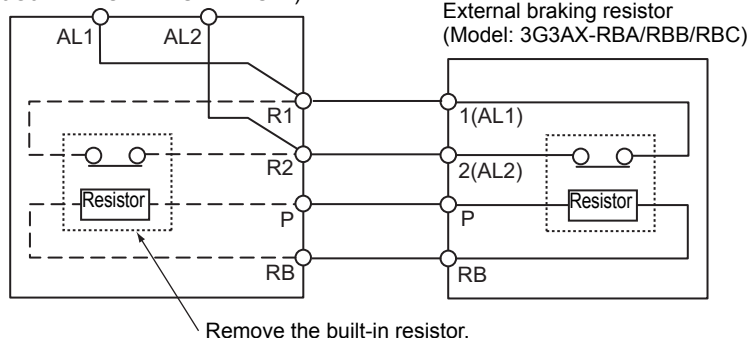 External braking resistor
(Model: 3G3AX-RBA/RBB/RBC)
AL1
AL2
R1
1(AL1)
R2
2(AL2)
Resistor
Resistor
P
P
RB
RB
Remove the built-in resistor.